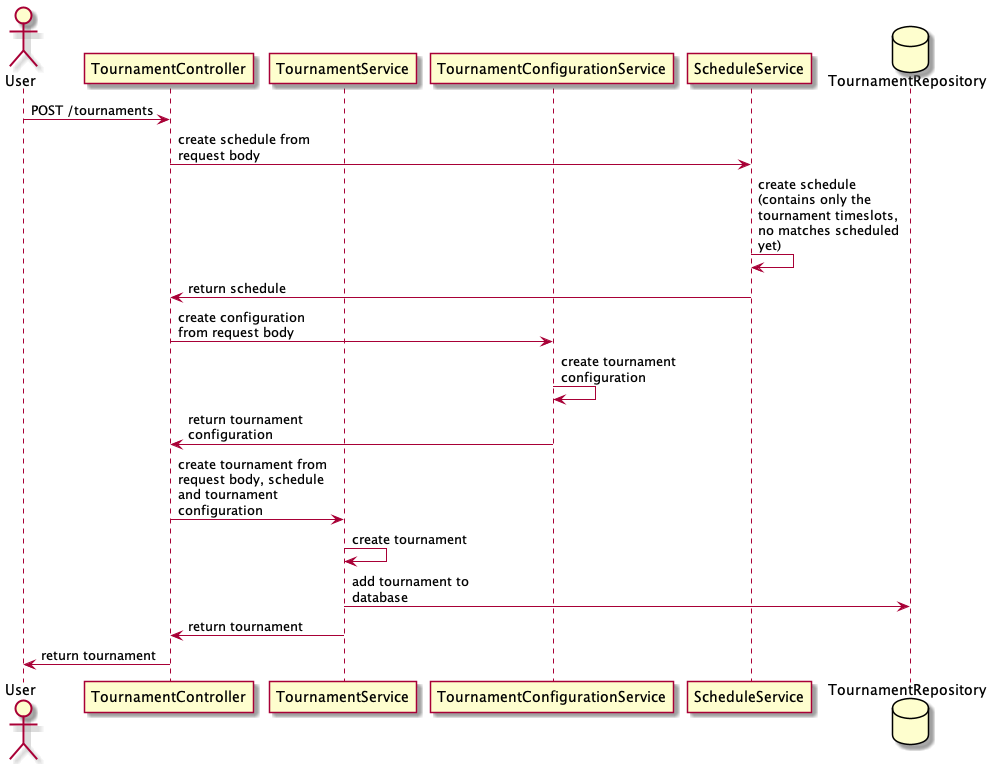 User
TournamentController
TournamentService
TournamentConfigurationService
ScheduleService
TournamentRepository
POST /tournaments
create schedule from
request body
create schedule
(contains only the
tournament timeslots,
no matches scheduled
yet)
return schedule
create configuration
from request body
create tournament
configuration
return tournament
configuration
create tournament from
request body, schedule
and tournament
configuration
create tournament
add tournament to
database
return tournament
return tournament
User
TournamentController
TournamentService
TournamentConfigurationService
ScheduleService
TournamentRepository